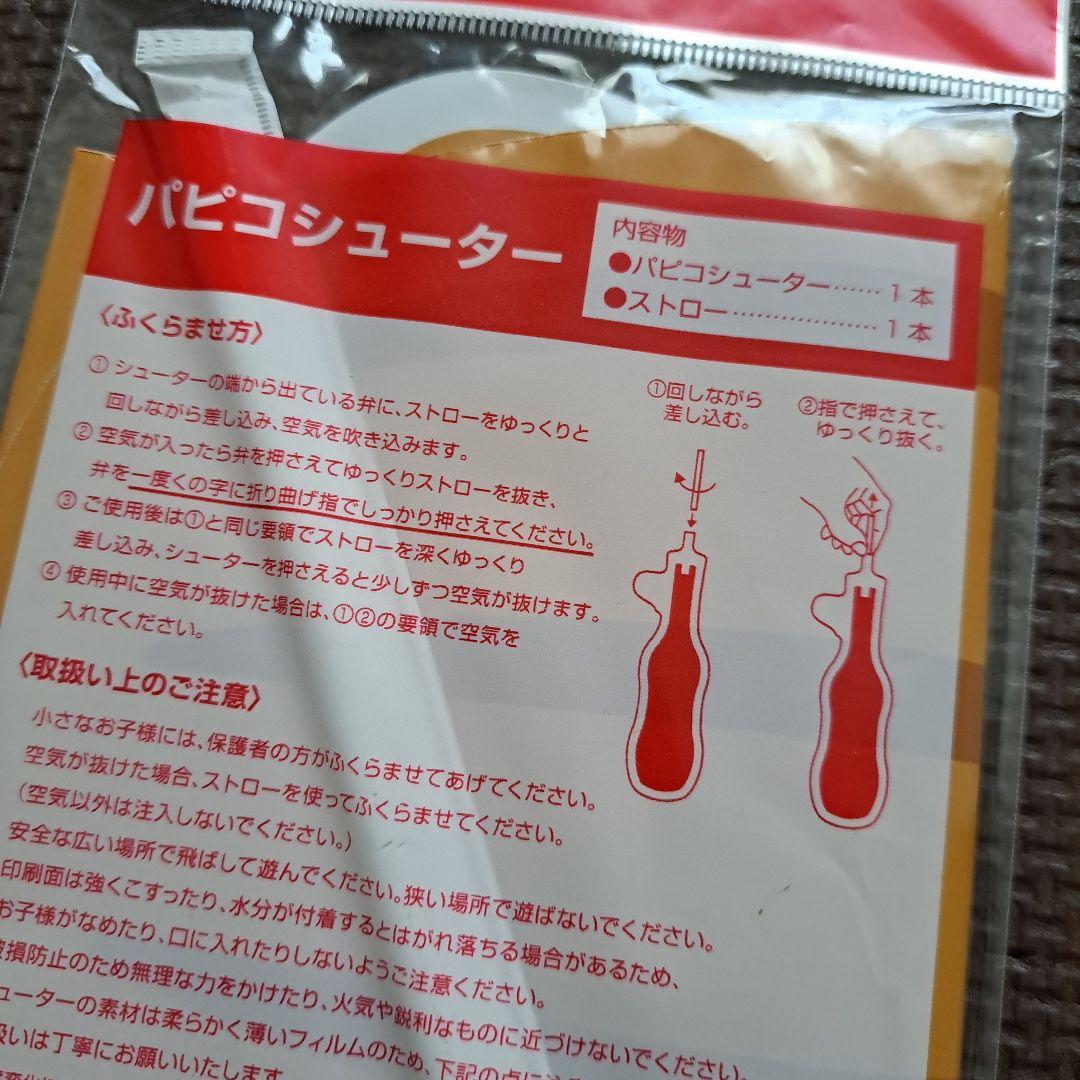 パピコシューター
内容物
●パピコシューター……1本
●ストロー………………1本
〈ふくらませ方〉
① シューターの端から出ている弁に、ストローをゆっくりと
回しながら差し込み、空気を吹き込みます。
② 空気が入ったら弁を押さえてゆっくりストローを抜き、
弁を一度くの字に折り曲げ指でしっかり押さえてください。
③ ご使用後は①と同じ要領でストローを深くゆっくり
差し込み、シューターを押さえると少しずつ空気が抜けます。
④ 使用中に空気が抜けた場合は、①②の要領で空気を
入れてください。
①回しながら
差し込む。
②指で押さえて、
ゆっくり抜く。
〈取扱い上のご注意〉
小さなお子様には、保護者の方がふくらませてあげてください。
空気が抜けた場合、ストローを使ってふくらませてください。
(空気以外は注入しないでください。)
安全な広い場所で飛ばして遊んでください。狭い場所で遊ばないでください。
印刷面は強くこすったり、水分が付着するとはがれ落ちる場合があるため、
お子様がなめたり、口に入れたりしないようご注意ください。
破損防止のため無理な力をかけたり、火気や鋭利なものに近づけないでください。
ューターの素材は柔らかく薄いフィルムのため、下記の点に
扱いは丁寧にお願いいたします。